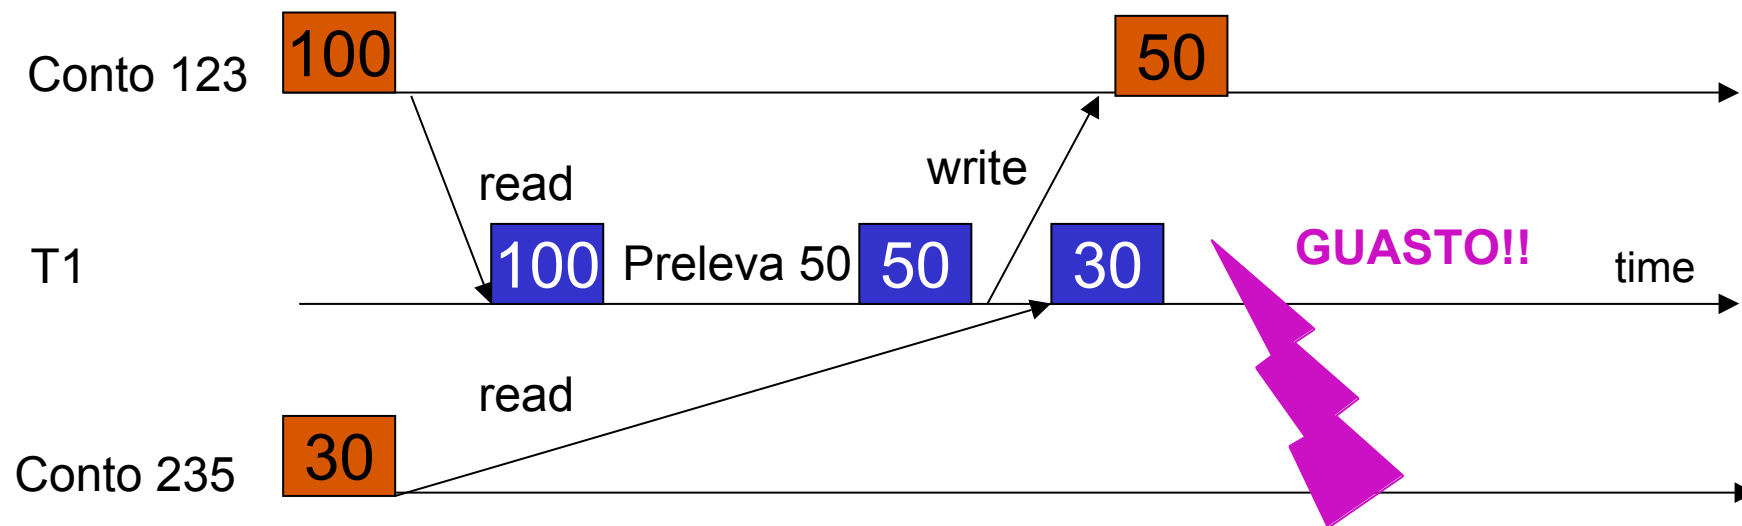 Conto 123 100 50
read write
T1 100 Preleva 50 50 30 GUASTO!! time
read
Conto 235 30